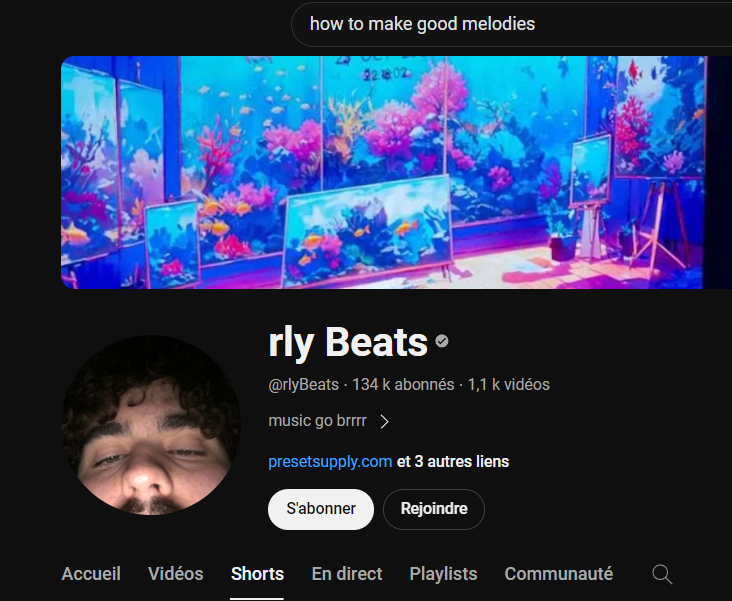 how to make good melodies
22:18:02
rly Beats
@rlyBeats · 134 k abonnés · 1,1 k vidéos
music go brrrr
presetsupply.com et 3 autres liens
S'abonner Rejoindre
Accueil Vidéos Shorts En direct Playlists Communauté